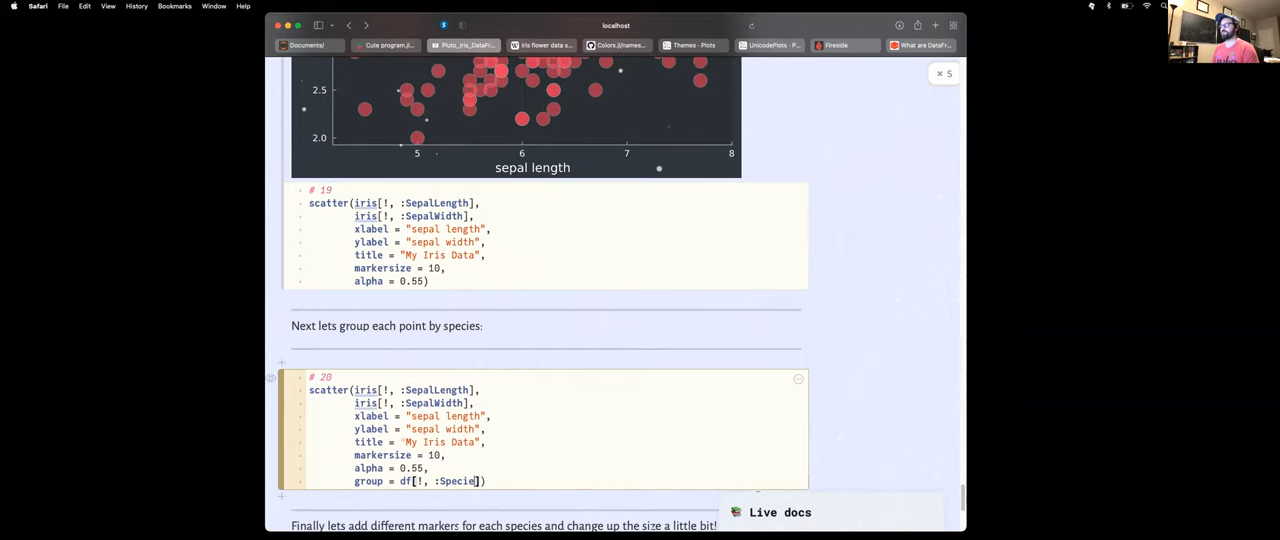 Safari File Edit View History Bookmarks Window Help
localhost
Documents/ Cute program.jl... Pluto_Iris_DataFr... Iris flower data s... Colors.jl/names... Themes · Plots UnicodePlots · P... Fireside What are DataFr...
⌘ S
2.5
2.0
5 6 7 8
sepal length
# 19
scatter(iris[!, :SepalLength],
iris[!, :SepalWidth],
xlabel = "sepal length",
ylabel = "sepal width",
title = "My Iris Data",
markersize = 10,
alpha = 0.55)
Next lets group each point by species:
# 20
scatter(iris[!, :SepalLength],
iris[!, :SepalWidth],
xlabel = "sepal length",
ylabel = "sepal width",
title = "My Iris Data",
markersize = 10,
alpha = 0.55,
group = df[!, :Specie])
Live docs
Finally lets add different markers for each species and change up the size a little bit!